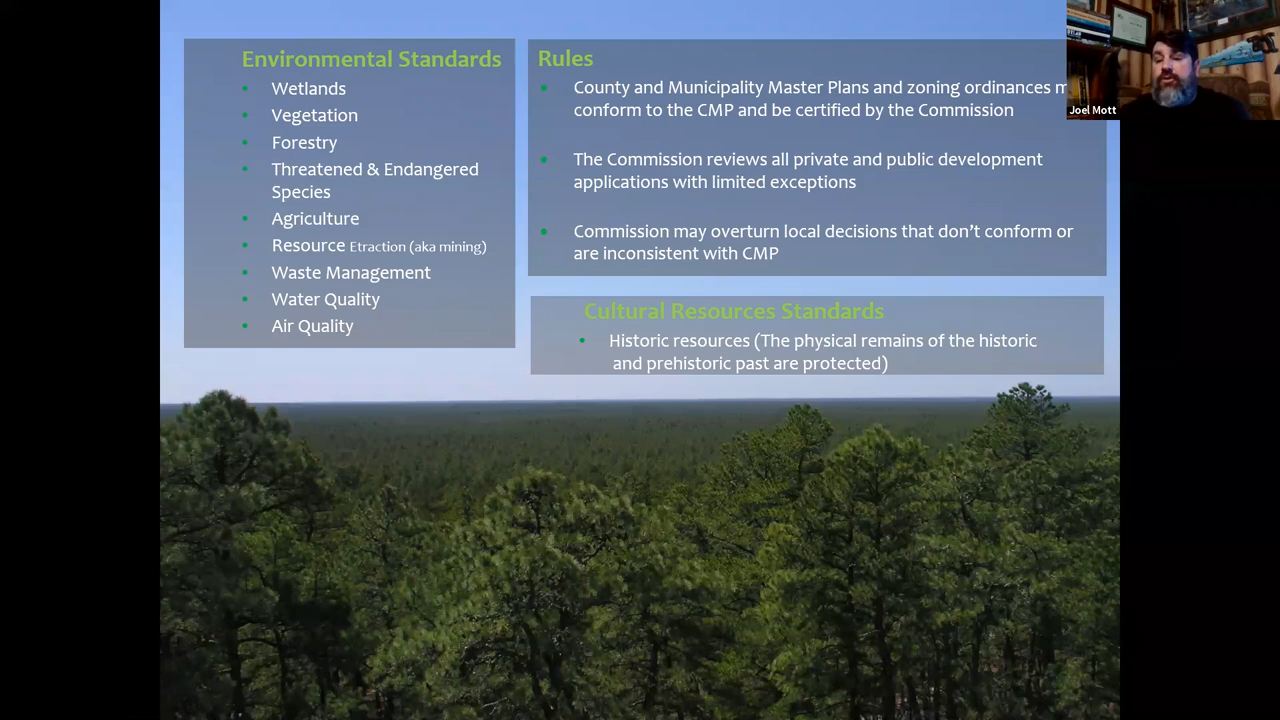 Environmental Standards
Wetlands
Vegetation
Forestry
Threatened & Endangered
Species
Agriculture
Resource Etraction (aka mining)
Waste Management
Water Quality
Air Quality
Rules
County and Municipality Master Plans and zoning ordinances
conform to the CMP and be certified by the Commission
The Commission reviews all private and public development
applications with limited exceptions
Commission may overturn local decisions that don't conform or
are inconsistent with CMP
Cultural Resources Standards
Historic resources (The physical remains of the historic
and prehistoric past are protected)
Joel Mott